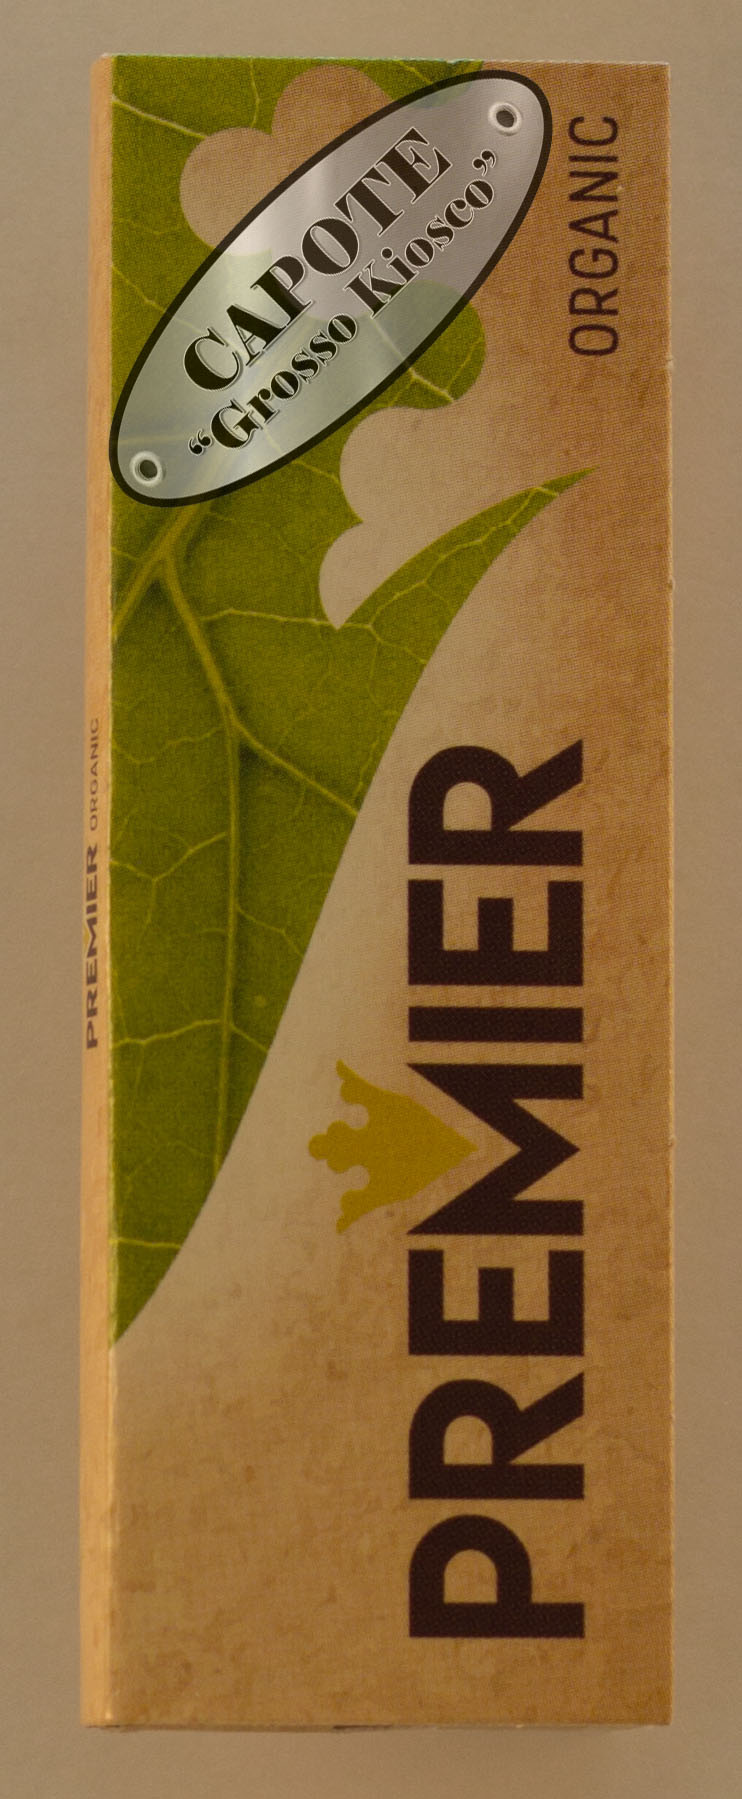 CAPOTE
“Grosso Kiosco”
ORGANIC
PREMIER
PREMIER ORGANIC